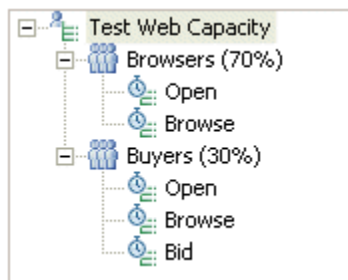 Test Web Capacity
Browsers (70%)
Open
Browse
Buyers (30%)
Open
Browse
Bid